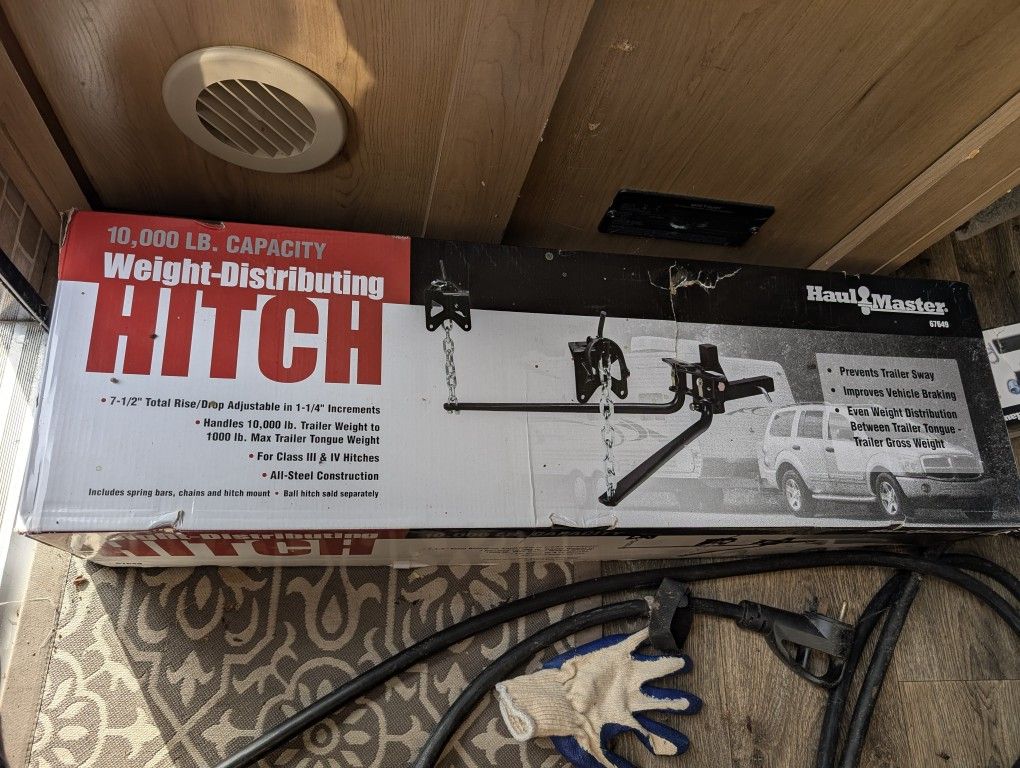 10,000 LB. CAPACITY
Weight-Distributing
HITCH
• 7-1/2" Total Rise/Drop Adjustable in 1-1/4" Increments
• Handles 10,000 lb. Trailer Weight to
1000 lb. Max Trailer Tongue Weight
• For Class III & IV Hitches
• All-Steel Construction
Includes spring bars, chains and hitch mount • Ball hitch sold separately
Haul Master®
67649
• Prevents Trailer Sway
• Improves Vehicle Braking
• Even Weight Distribution
Between Trailer Tongue -
Trailer Gross Weight
Weight-Distributing
HITCH